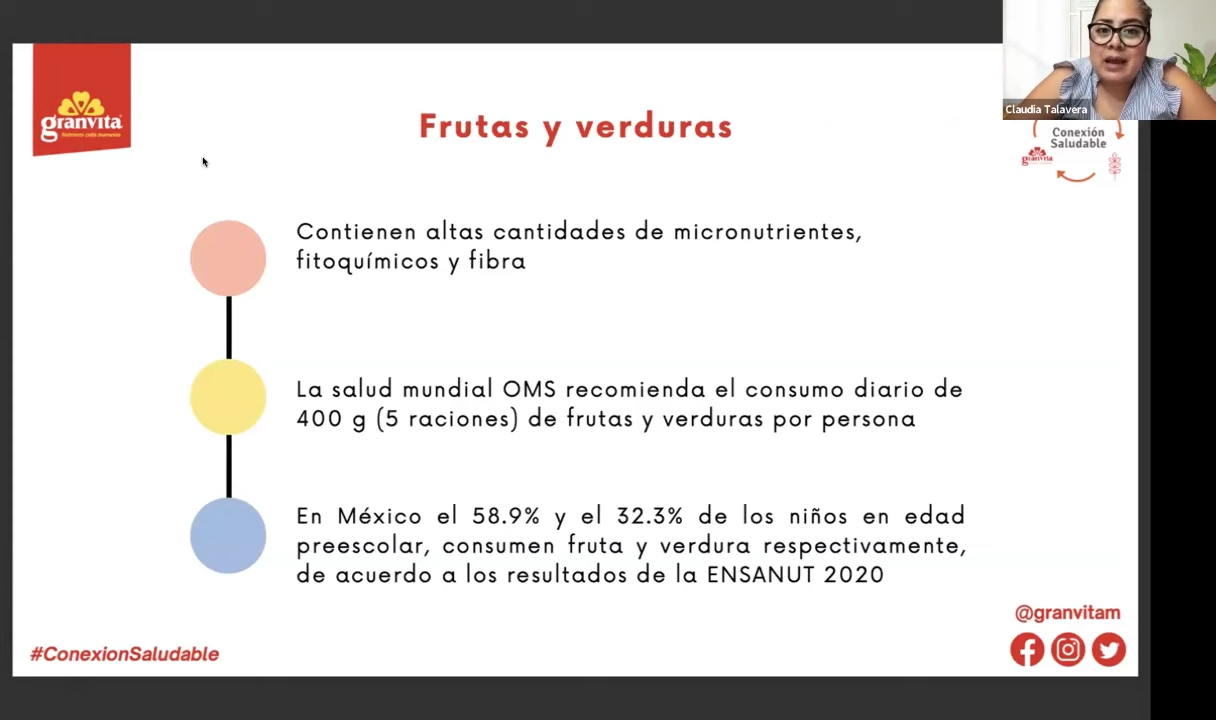 granvita
Nutrimos cada momento
Frutas y verduras
Claudia Talavera
Conexión
Saludable
granvita
Contienen altas cantidades de micronutrientes,
fitoquímicos y fibra
La salud mundial OMS recomienda el consumo diario de
400 g (5 raciones) de frutas y verduras por persona
En México el 58.9% y el 32.3% de los niños en edad
preescolar, consumen fruta y verdura respectivamente,
de acuerdo a los resultados de la ENSANUT 2020
@granvitam
#ConexionSaludable